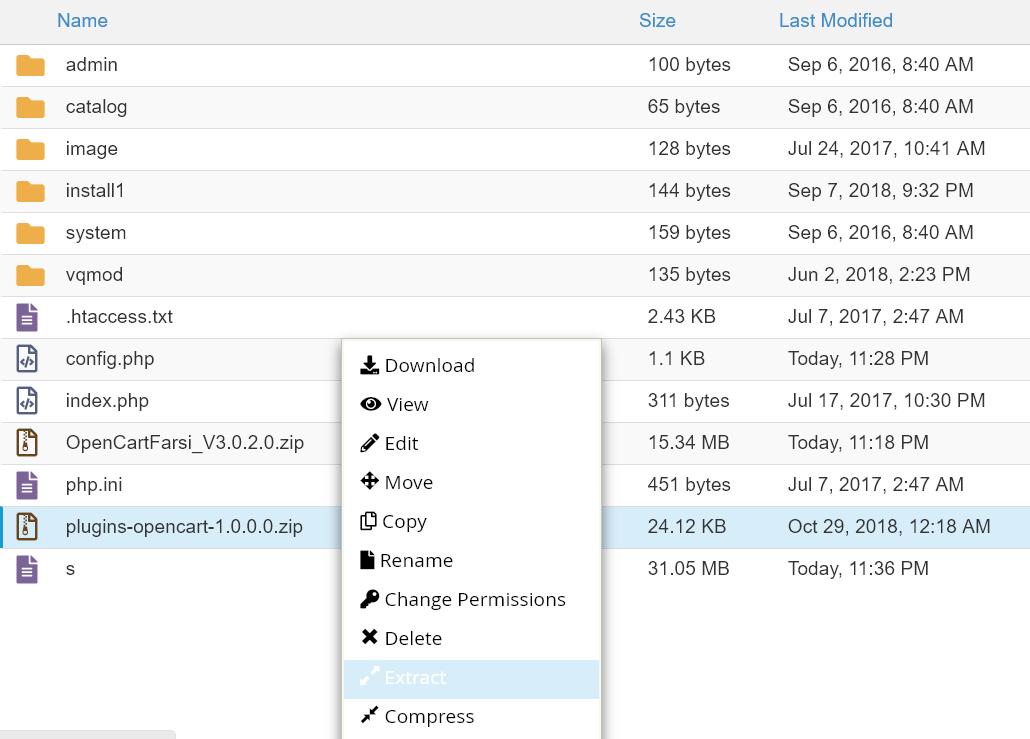 Name Size Last Modified
admin 100 bytes Sep 6, 2016, 8:40 AM
catalog 65 bytes Sep 6, 2016, 8:40 AM
image 128 bytes Jul 24, 2017, 10:41 AM
install1 144 bytes Sep 7, 2018, 9:32 PM
system 159 bytes Sep 6, 2016, 8:40 AM
vqmod 135 bytes Jun 2, 2018, 2:23 PM
.htaccess.txt 2.43 KB Jul 7, 2017, 2:47 AM
config.php 1.1 KB Today, 11:28 PM
index.php 311 bytes Jul 17, 2017, 10:30 PM
OpenCartFarsi_V3.0.2.0.zip 15.34 MB Today, 11:18 PM
php.ini 451 bytes Jul 7, 2017, 2:47 AM
plugins-opencart-1.0.0.0.zip 24.12 KB Oct 29, 2018, 12:18 AM
s 31.05 MB Today, 11:36 PM
Download
View
Edit
Move
Copy
Rename
Change Permissions
Delete
Extract
Compress